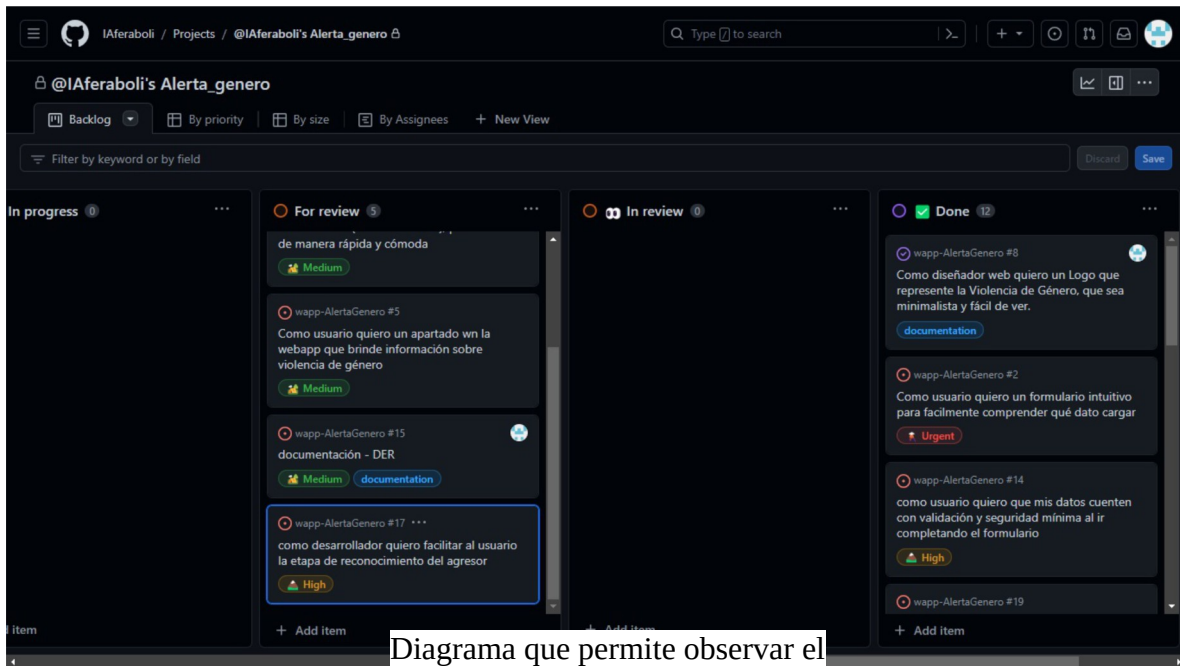 IAferaboli / Projects / @IAferaboli's Alerta_genero
Type / to search
@IAferaboli's Alerta_genero
Backlog
By priority
By size
By Assignees
+ New View
Filter by keyword or by field
Discard
Save
In progress 0
item
For review 5
de manera rápida y cómoda
Medium
wapp-AlertaGenero #5
Como usuario quiero un apartado wn la
webapp que brinde información sobre
violencia de género
Medium
wapp-AlertaGenero #15
documentación - DER
Medium documentation
wapp-AlertaGenero #17
como desarrollador quiero facilitar al usuario
la etapa de reconocimiento del agresor
High
+ Add item
In review 0
+ Add item
Done 12
wapp-AlertaGenero #8
Como diseñador web quiero un Logo que
represente la Violencia de Género, que sea
minimalista y fácil de ver.
documentation
wapp-AlertaGenero #2
Como usuario quiero un formulario intuitivo
para facilmente comprender qué dato cargar
Urgent
wapp-AlertaGenero #14
como usuario quiero que mis datos cuenten
con validación y seguridad mínima al ir
completando el formulario
High
wapp-AlertaGenero #19
+ Add item
Diagrama que permite observar el